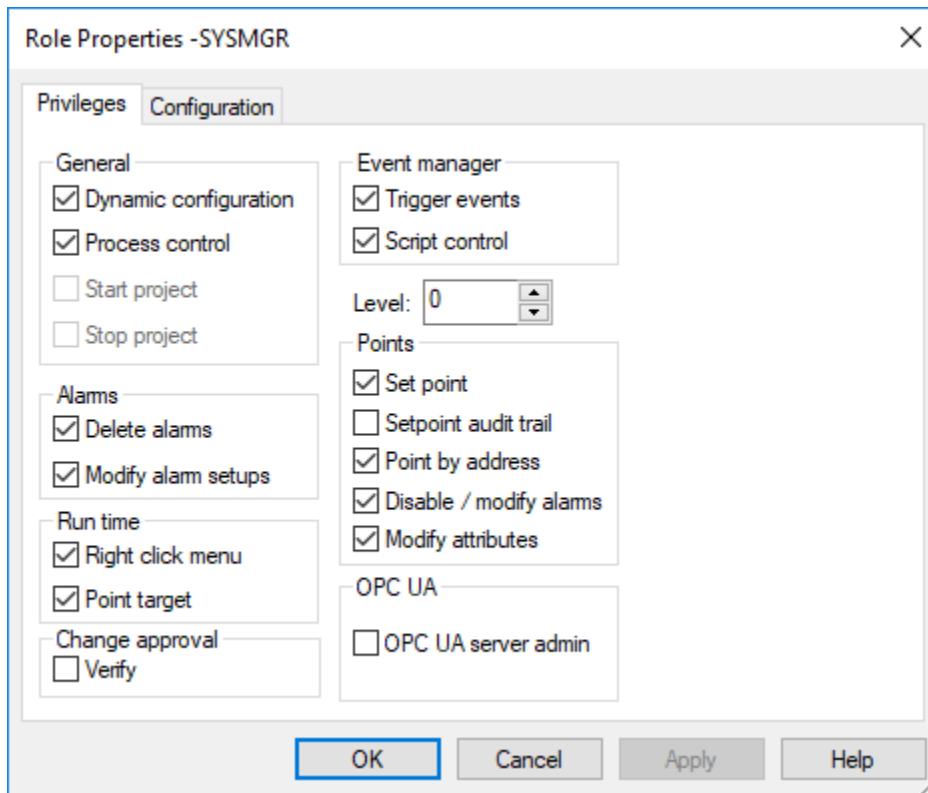 Role Properties -SYSMGR
Privileges
Configuration
General
Dynamic configuration
Process control
Start project
Stop project
Alarms
Delete alarms
Modify alarm setups
Run time
Right click menu
Point target
Change approval
Verify
Event manager
Trigger events
Script control
Level: 0
Points
Set point
Setpoint audit trail
Point by address
Disable / modify alarms
Modify attributes
OPC UA
OPC UA server admin
OK
Cancel
Apply
Help